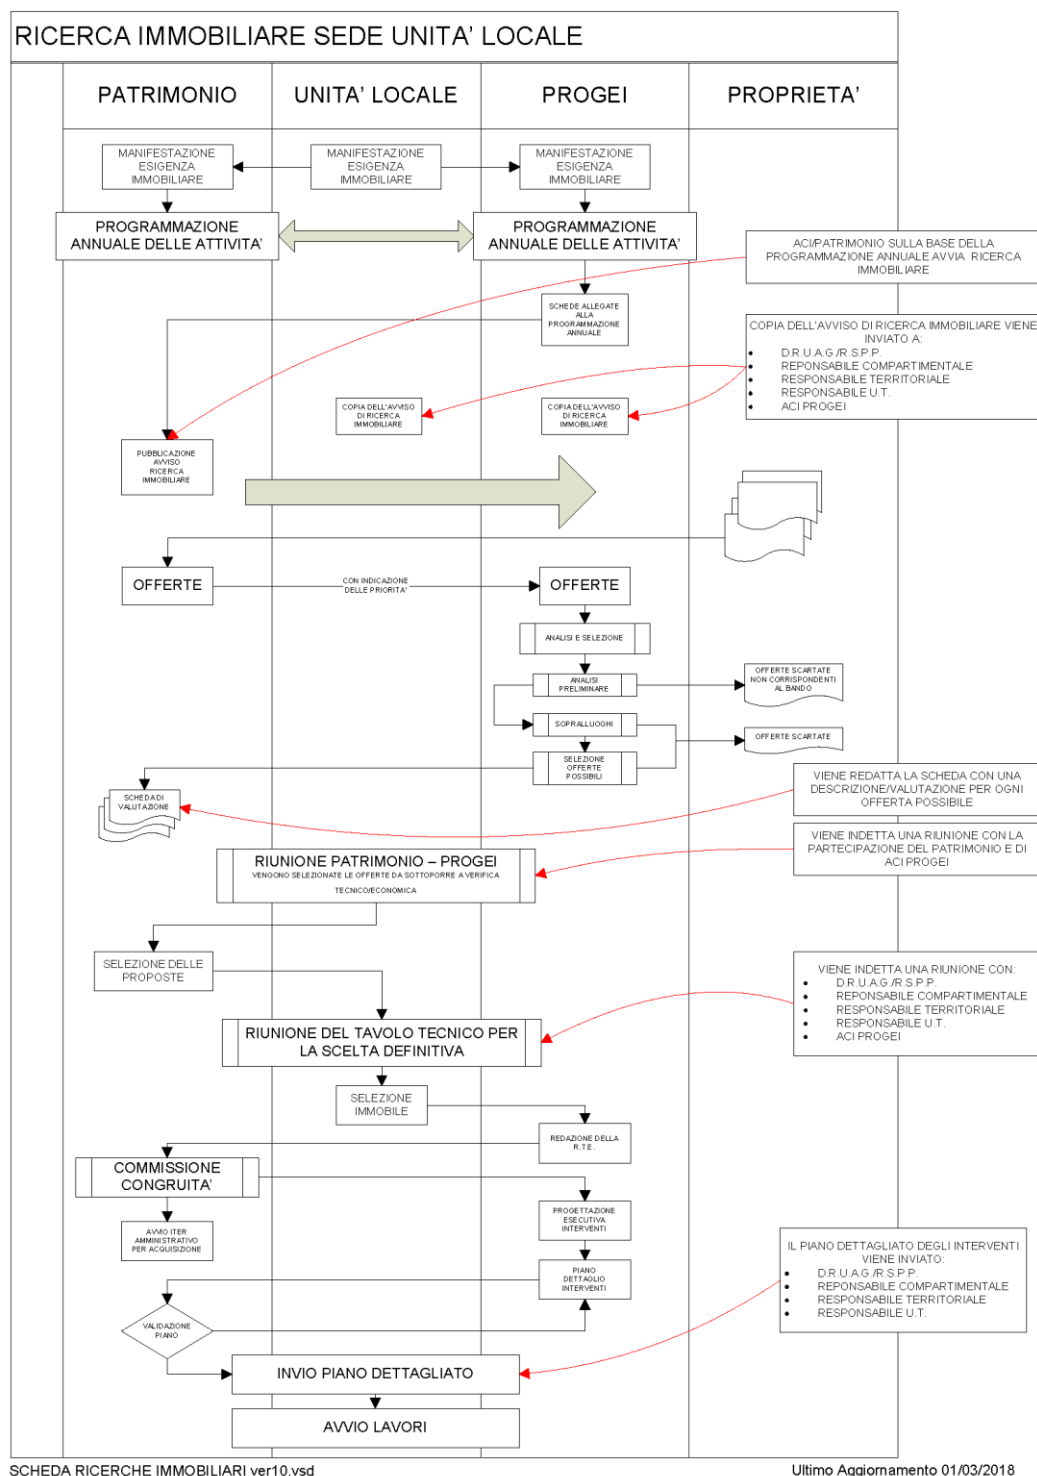 RICERCA IMMOBILIARE SEDE UNITA' LOCALE
PATRIMONIO
UNITA' LOCALE
PROGEI
PROPRIETA'
MANIFESTAZIONE
ESIGENZA
IMMOBILIARE
MANIFESTAZIONE
ESIGENZA
IMMOBILIARE
MANIFESTAZIONE
ESIGENZA
IMMOBILIARE
PROGRAMMAZIONE
ANNUALE DELLE ATTIVITA'
PROGRAMMAZIONE
ANNUALE DELLE ATTIVITA'
ACI/PATRIMONIO SULLA BASE DELLA
PROGRAMMAZIONE ANNUALE AVVIA RICERCA
IMMOBILIARE
SCHEDE ALLEGATE
ALLA
PROGRAMMAZIONE
ANNUALE
COPIA DELL'AVVISO DI RICERCA IMMOBILIARE VIENE
INVIATO A:
• D.R.U.A.G./R.S.P.P.
• REPONSABILE COMPARTIMENTALE
• RESPONSABILE TERRITORIALE
• RESPONSABILE U.T.
• ACI PROGEI
COPIA DELL'AVVISO
DI RICERCA
IMMOBILIARE
COPIA DELL'AVVISO
DI RICERCA
IMMOBILIARE
PUBBLICAZIONE
AVVISO
RICERCA
IMMOBILIARE
OFFERTE
CON INDICAZIONE
DELLE PRIORITA'
OFFERTE
ANALISI E SELEZIONE
ANALISI
PRELIMINARE
OFFERTE SCARTATE
NON CORRISPONDENTI
AL BANDO
SOPRALLUOGHI
OFFERTE SCARTATE
SELEZIONE
OFFERTE
POSSIBILI
VIENE REDATTA LA SCHEDA CON UNA
DESCRIZIONE/VALUTAZIONE PER OGNI
OFFERTA POSSIBILE
SCHEDA DI
VALUTAZIONE
VIENE INDETTA UNA RIUNIONE CON LA
PARTECIPAZIONE DEL PATRIMONIO E DI
ACI PROGEI
RIUNIONE PATRIMONIO – PROGEI
VENGONO SELEZIONATE LE OFFERTE DA SOTTOPORRE A VERIFICA
TECNICO/ECONOMICA
SELEZIONE DELLE
PROPOSTE
VIENE INDETTA UNA RIUNIONE CON:
• D.R.U.A.G./R.S.P.P.
• REPONSABILE COMPARTIMENTALE
• RESPONSABILE TERRITORIALE
• RESPONSABILE U.T.
• ACI PROGEI
RIUNIONE DEL TAVOLO TECNICO PER
LA SCELTA DEFINITIVA
SELEZIONE
IMMOBILE
REDAZIONE DELLA
R.T.E.
COMMISSIONE
CONGRUITA'
PROGETTAZIONE
ESECUTIVA
INTERVENTI
AVVIO ITER
AMMINISTRATIVO
PER ACQUISIZIONE
IL PIANO DETTAGLIATO DEGLI INTERVENTI
VIENE INVIATO:
• D.R.U.A.G./R.S.P.P.
• REPONSABILE COMPARTIMENTALE
• RESPONSABILE TERRITORIALE
• RESPONSABILE U.T.
PIANO
DETTAGLIO
INTERVENTI
VALIDAZIONE
PIANO
INVIO PIANO DETTAGLIATO
AVVIO LAVORI
SCHEDA RICERCHE IMMOBILIARI ver10.vsd
Ultimo Aggiornamento 01/03/2018